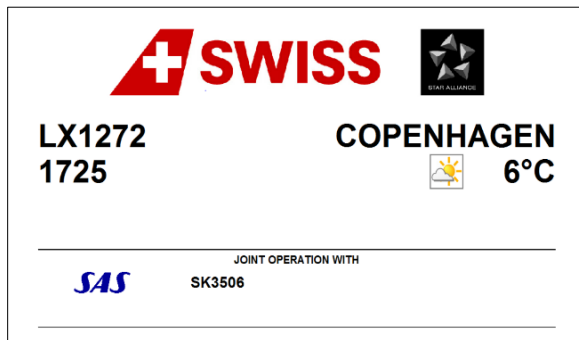 SWISS
STAR ALLIANCE
LX1272 COPENHAGEN
1725 6°C
JOINT OPERATION WITH
SAS SK3506